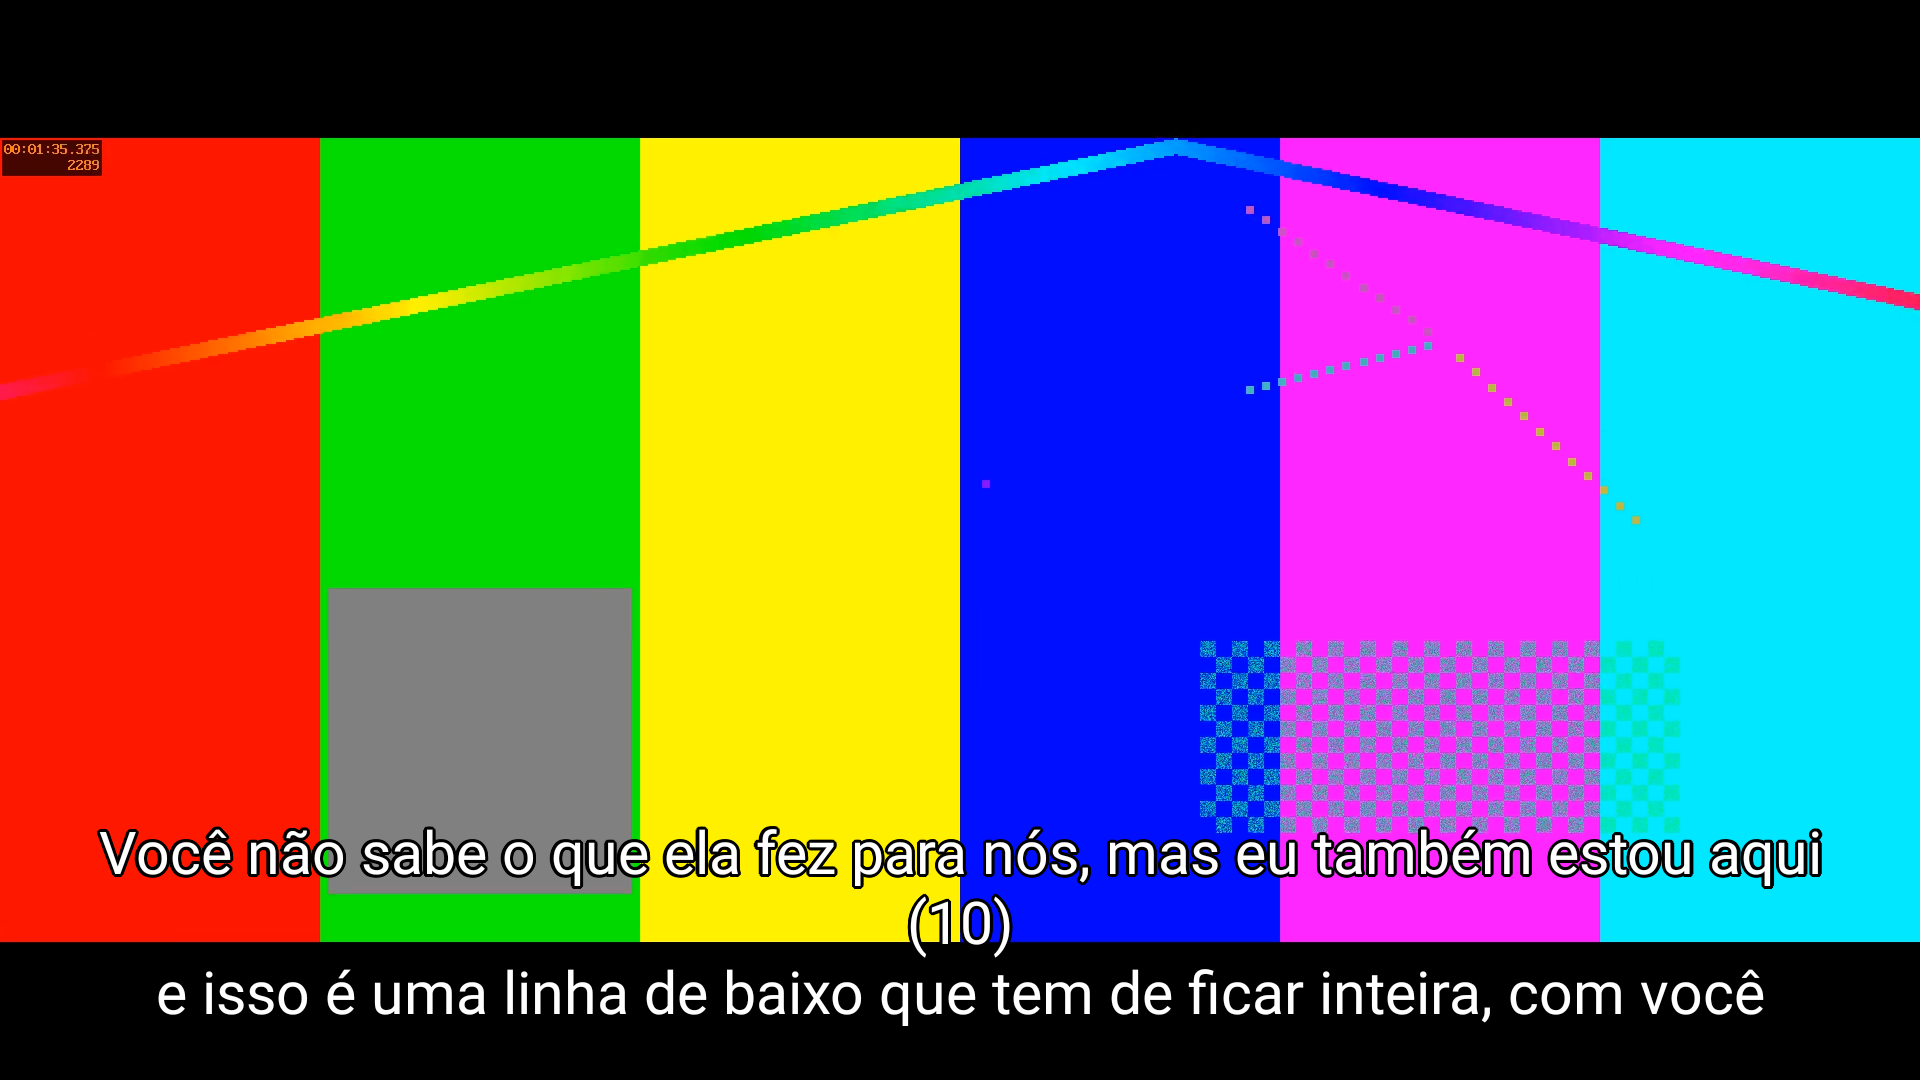 00:01:35.375
2289
Você não sabe o que ela fez para nós, mas eu também estou aqui
(10)
e isso é uma linha de baixo que tem de ficar inteira, com você